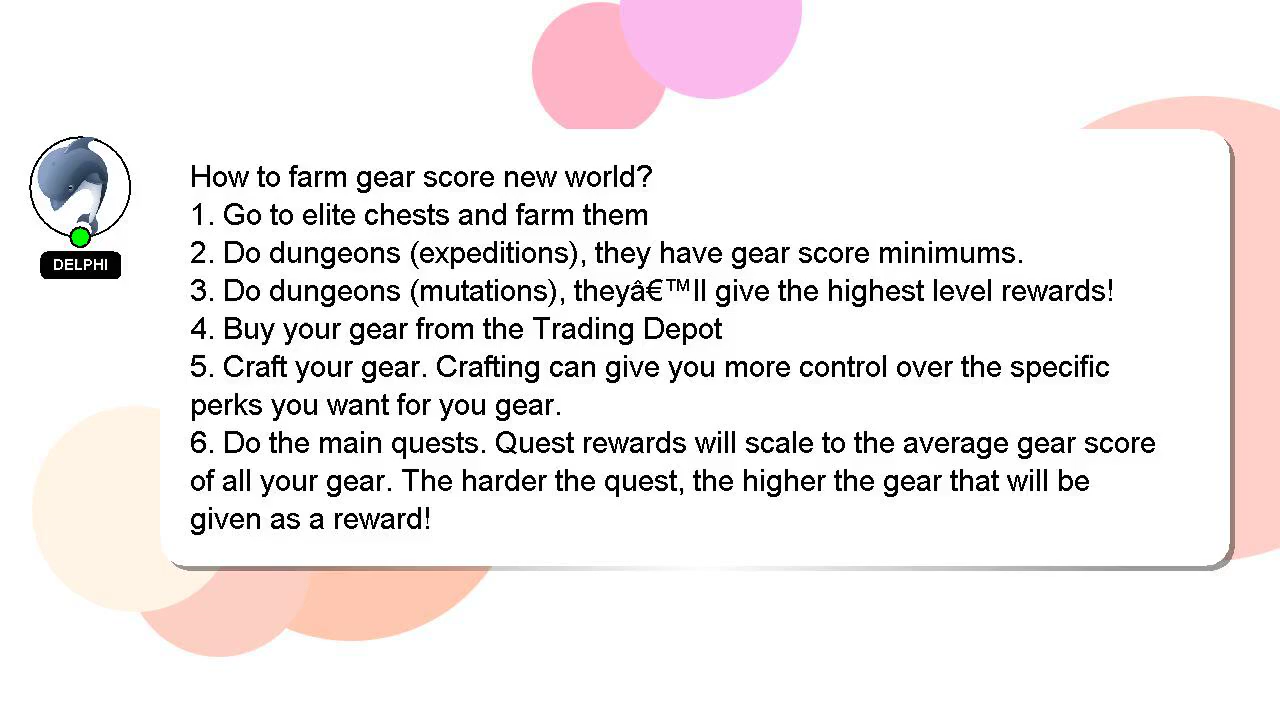 DELPHI
How to farm gear score new world?
1. Go to elite chests and farm them
2. Do dungeons (expeditions), they have gear score minimums.
3. Do dungeons (mutations), theyâ€™ll give the highest level rewards!
4. Buy your gear from the Trading Depot
5. Craft your gear. Crafting can give you more control over the specific
perks you want for you gear.
6. Do the main quests. Quest rewards will scale to the average gear score
of all your gear. The harder the quest, the higher the gear that will be
given as a reward!